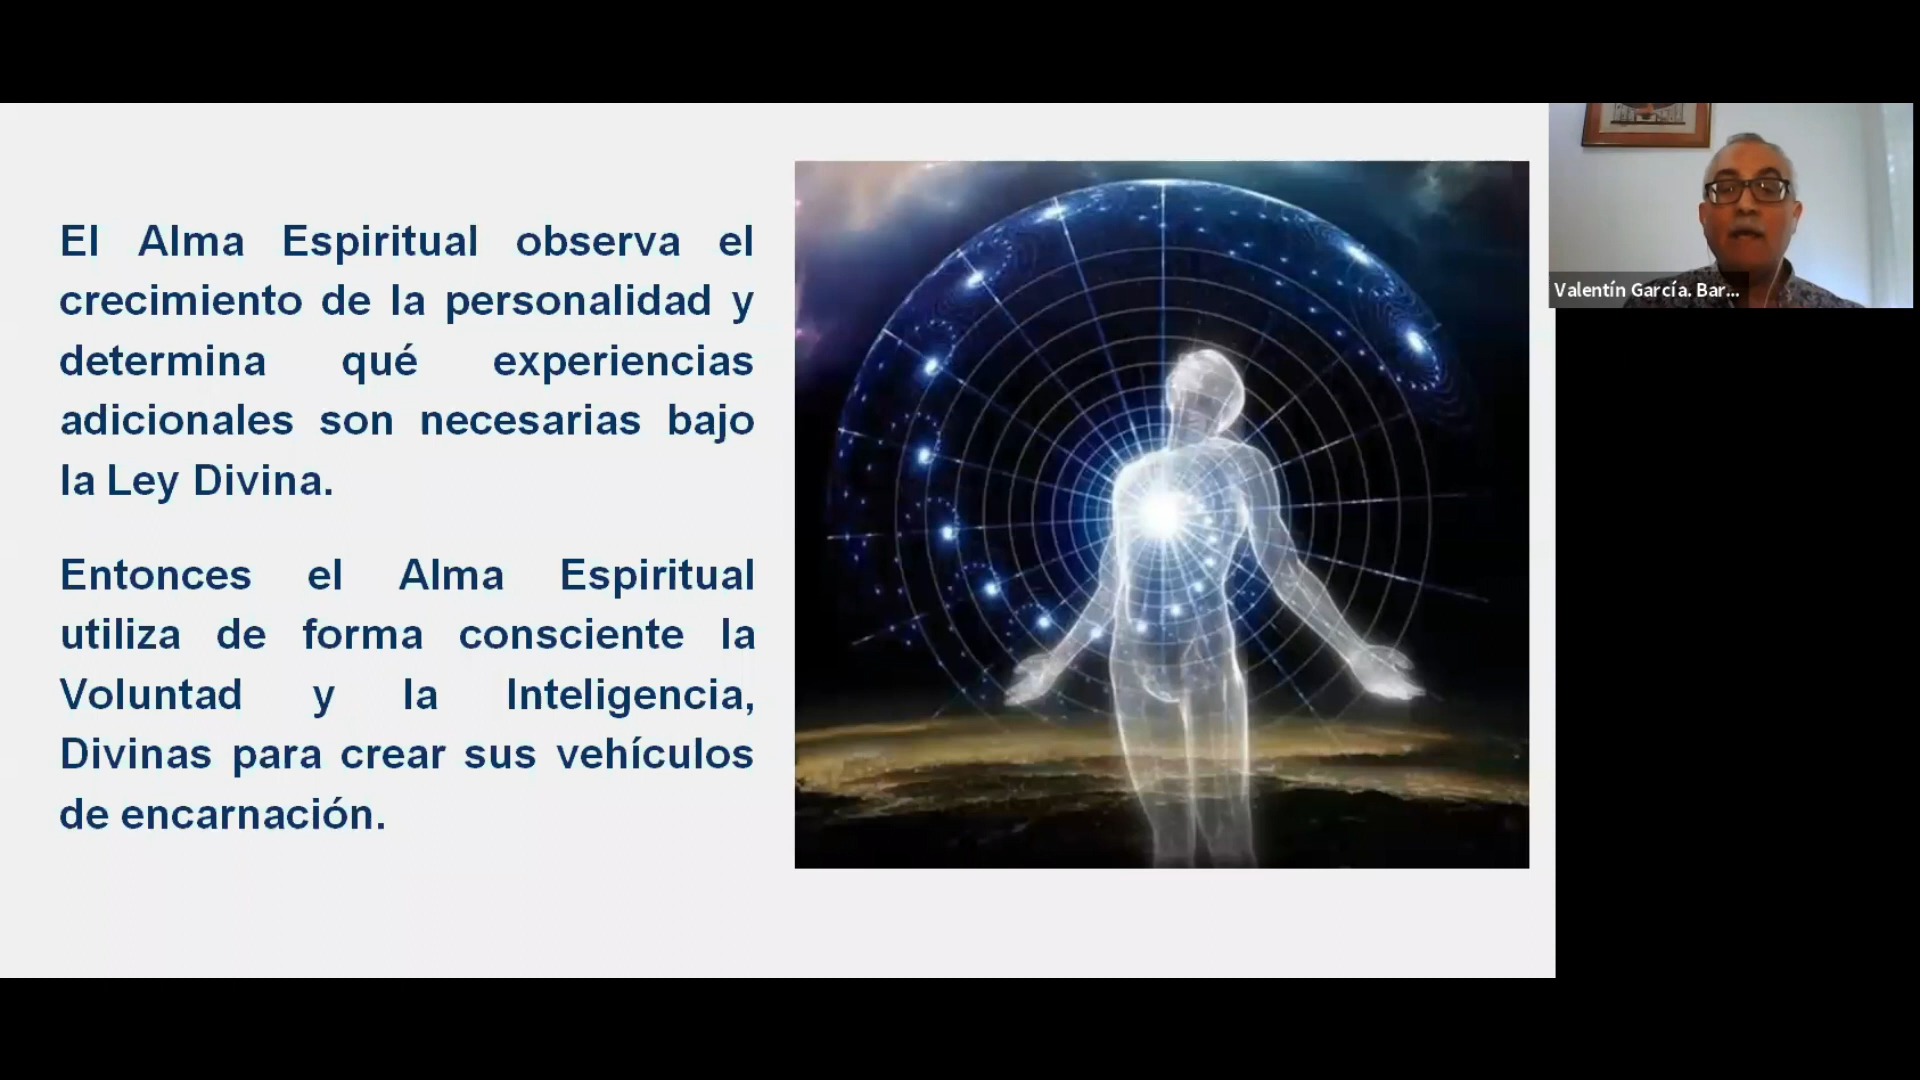 El Alma Espiritual observa el
crecimiento de la personalidad y
determina qué experiencias
adicionales son necesarias bajo
la Ley Divina.
Entonces el Alma Espiritual
utiliza de forma consciente la
Voluntad y la Inteligencia,
Divinas para crear sus vehículos
de encarnación.
Valentín García. Bar...